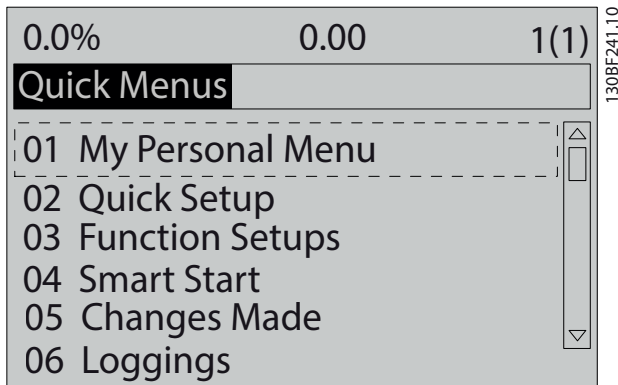 0.0% 0.00 1(1)
Quick Menus
01 My Personal Menu
02 Quick Setup
03 Function Setups
04 Smart Start
05 Changes Made
06 Loggings
130BF241.10